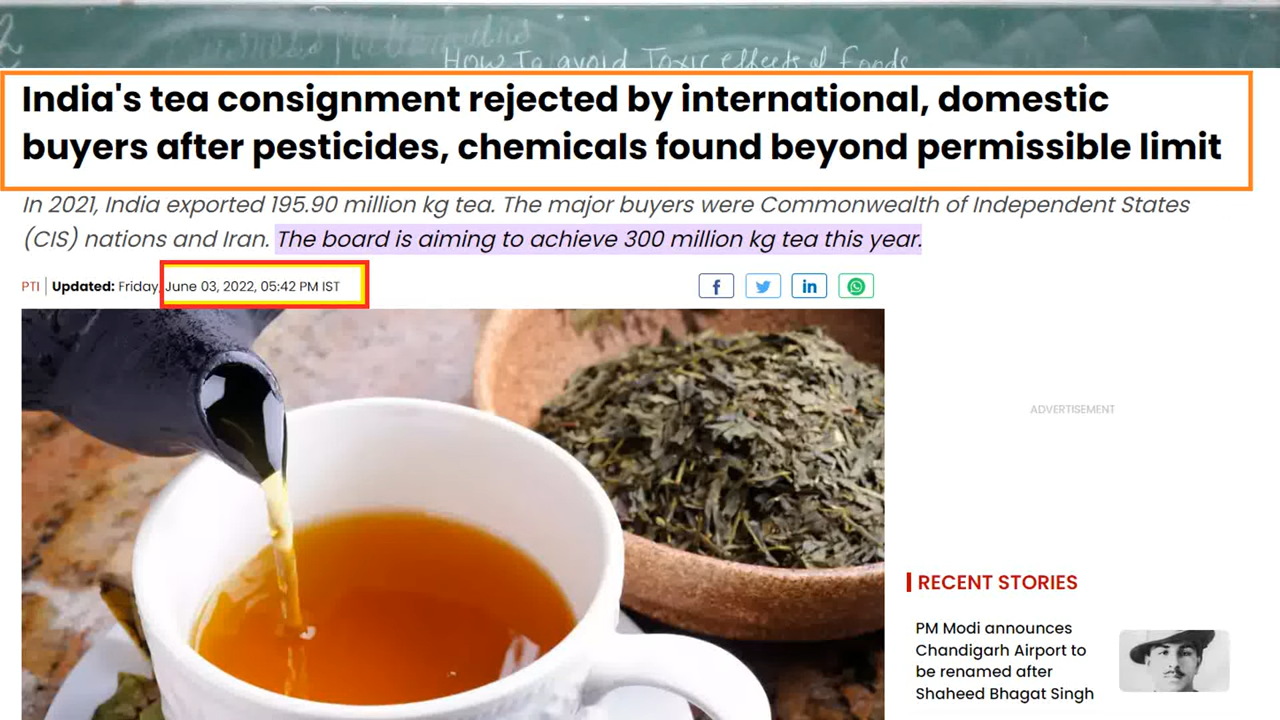 How To avoid Toxic effects of foods
India's tea consignment rejected by international, domestic
buyers after pesticides, chemicals found beyond permissible limit
In 2021, India exported 195.90 million kg tea. The major buyers were Commonwealth of Independent States
(CIS) nations and Iran. The board is aiming to achieve 300 million kg tea this year.
PTI | Updated: Friday, June 03, 2022, 05:42 PM IST
ADVERTISEMENT
RECENT STORIES
PM Modi announces
Chandigarh Airport to
be renamed after
Shaheed Bhagat Singh